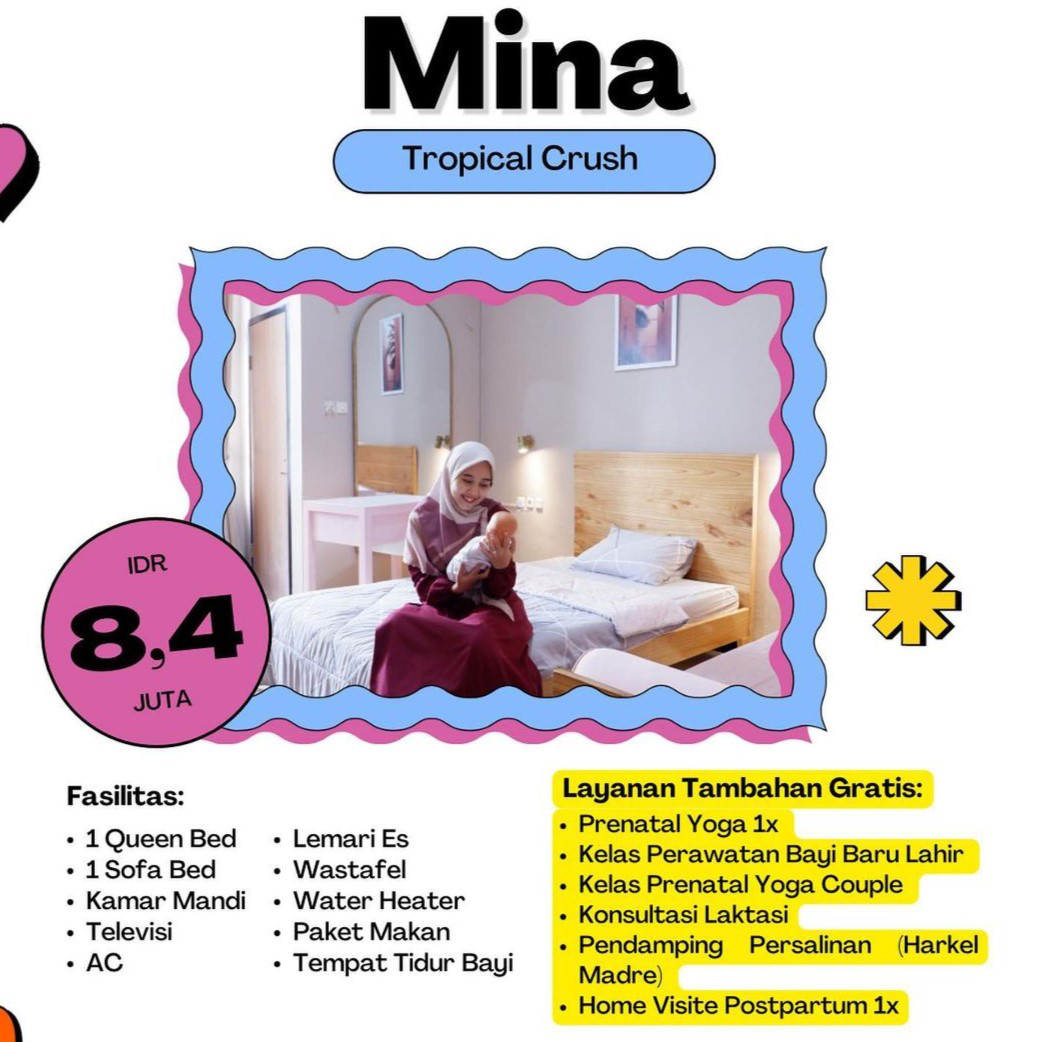 Mina
Tropical Crush
IDR
8,4
JUTA
Fasilitas:
• 1 Queen Bed
• 1 Sofa Bed
• Kamar Mandi
• Televisi
• AC
• Lemari Es
• Wastafel
• Water Heater
• Paket Makan
• Tempat Tidur Bayi
Layanan Tambahan Gratis:
• Prenatal Yoga 1x
• Kelas Perawatan Bayi Baru Lahir
• Kelas Prenatal Yoga Couple
• Konsultasi Laktasi
• Pendamping Persalinan (Harkel
Madre)
• Home Visite Postpartum 1x